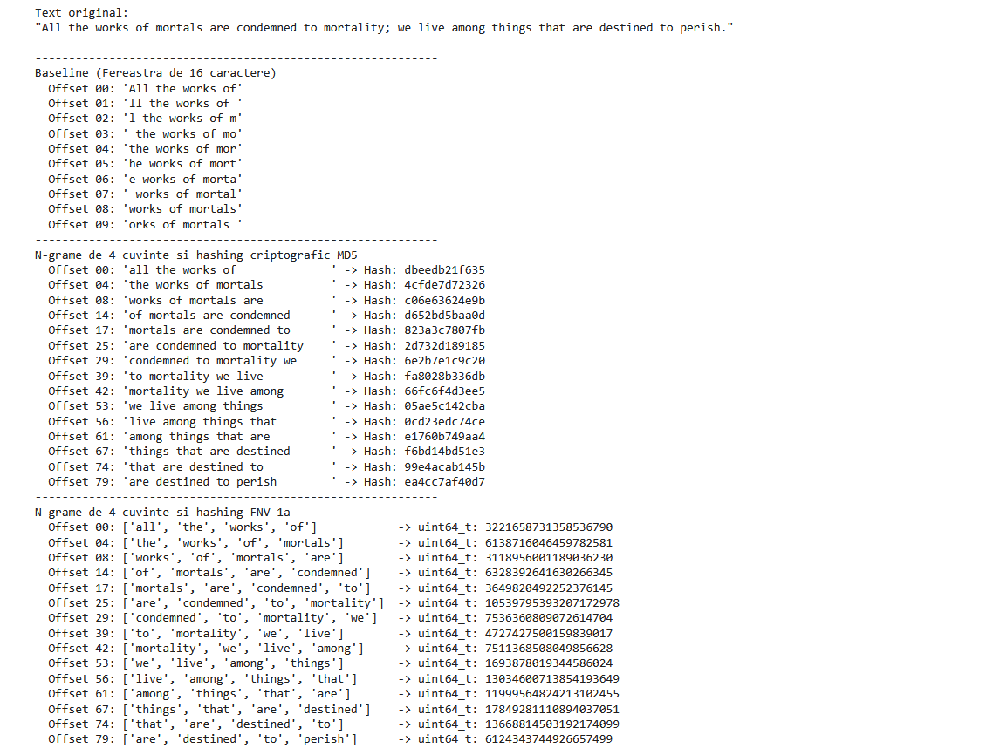 Text original:
"All the works of mortals are condemned to mortality; we live among things that are destined to perish."
------------------------------------------------------------
Baseline (Fereastra de 16 caractere)
  Offset 00: 'All the works of'
  Offset 01: 'll the works of '
  Offset 02: 'l the works of m'
  Offset 03: ' the works of mo'
  Offset 04: 'the works of mor'
  Offset 05: 'he works of mort'
  Offset 06: 'e works of morta'
  Offset 07: ' works of mortal'
  Offset 08: 'works of mortals'
  Offset 09: 'orks of mortals '
------------------------------------------------------------
N-grame de 4 cuvinte si hashing criptografic MD5
  Offset 00: 'all the works of              ' -> Hash: dbeedb21f635
  Offset 04: 'the works of mortals          ' -> Hash: 4cfde7d72326
  Offset 08: 'works of mortals are          ' -> Hash: c06e63624e9b
  Offset 14: 'of mortals are condemned      ' -> Hash: d652bd5baa0d
  Offset 17: 'mortals are condemned to      ' -> Hash: 823a3c7807fb
  Offset 25: 'are condemned to mortality    ' -> Hash: 2d732d189185
  Offset 29: 'condemned to mortality we     ' -> Hash: 6e2b7e1c9c20
  Offset 39: 'to mortality we live          ' -> Hash: fa8028b336db
  Offset 42: 'mortality we live among       ' -> Hash: 66fc6f4d3ee5
  Offset 53: 'we live among things          ' -> Hash: 05ae5c142cba
  Offset 56: 'live among things that        ' -> Hash: 0cd23edc74ce
  Offset 61: 'among things that are         ' -> Hash: e1760b749aa4
  Offset 67: 'things that are destined      ' -> Hash: f6bd14bd51e3
  Offset 74: 'that are destined to          ' -> Hash: 99e4acab145b
  Offset 79: 'are destined to perish        ' -> Hash: ea4cc7af40d7
------------------------------------------------------------
N-grame de 4 cuvinte si hashing FNV-1a
  Offset 00: ['all', 'the', 'works', 'of']            -> uint64_t: 3221658731358536790
  Offset 04: ['the', 'works', 'of', 'mortals']        -> uint64_t: 6138716046459782581
  Offset 08: ['works', 'of', 'mortals', 'are']        -> uint64_t: 3118956001189036230
  Offset 14: ['of', 'mortals', 'are', 'condemned']    -> uint64_t: 6328392641630266345
  Offset 17: ['mortals', 'are', 'condemned', 'to']    -> uint64_t: 3649820492252376145
  Offset 25: ['are', 'condemned', 'to', 'mortality']  -> uint64_t: 10539795393207172978
  Offset 29: ['condemned', 'to', 'mortality', 'we']   -> uint64_t: 7536360809072614704
  Offset 39: ['to', 'mortality', 'we', 'live']        -> uint64_t: 4727427500159839017
  Offset 42: ['mortality', 'we', 'live', 'among']     -> uint64_t: 7511368508049856628
  Offset 53: ['we', 'live', 'among', 'things']        -> uint64_t: 1693878019344586024
  Offset 56: ['live', 'among', 'things', 'that']      -> uint64_t: 13034600713854193649
  Offset 61: ['among', 'things', 'that', 'are']       -> uint64_t: 11999564824213102455
  Offset 67: ['things', 'that', 'are', 'destined']    -> uint64_t: 17849281110894037051
  Offset 74: ['that', 'are', 'destined', 'to']        -> uint64_t: 13668814503192174099
  Offset 79: ['are', 'destined', 'to', 'perish']      -> uint64_t: 6124343744926657499